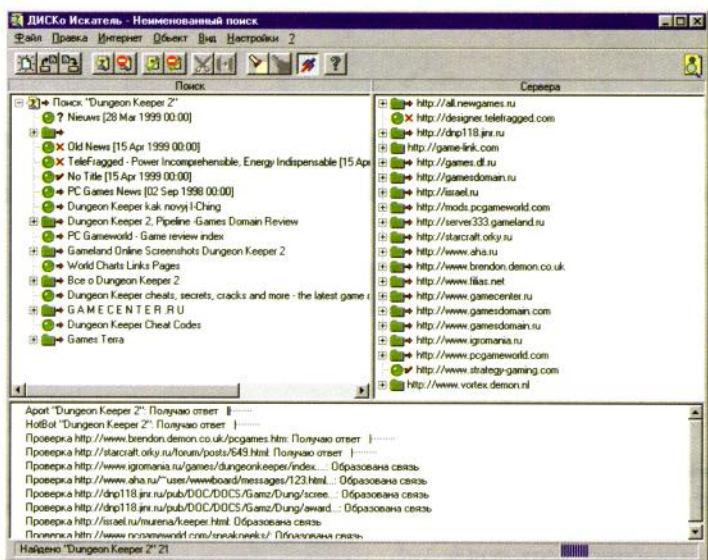 ДИСКо Искатель - Неименованный поиск
Файл Правка Интернет Объект Вид Настройки ?
Поиск
Поиск "Dungeon Keeper 2"
? Nieuws [28 Mar 1999 00:00]
Old News [15 Apr 1999 00:00]
TeleFragged - Power Incomprehensible, Energy Indispensable [15 Apr
No Title [15 Apr 1999 00:00]
PC Games News [02 Sep 1998 00:00]
Dungeon Keeper kak novyj I-Ching
Dungeon Keeper 2, Pipeline -Games Domain Review
PC Gameworld - Game review index
Gameland Online Screenshots Dungeon Keeper 2
World Charts Links Pages
Все о Dungeon Keeper 2
Dungeon Keeper cheats, secrets, cracks and more - the latest game
G A M E C E N T E R .RU
Dungeon Keeper Cheat Codes
Games Terra
Сервера
http://all.newgames.ru
http://designer.telefragged.com
http://dnp118.jinr.ru
http://game-link.com
http://games.df.ru
http://gamesdomain.ru
http://israel.ru
http://mods.pcgameworld.com
http://server333.gameland.ru
http://starcraft.orky.ru
http://www.aha.ru
http://www.brendon.demon.co.uk
http://www.filias.net
http://www.gamecenter.ru
http://www.gamesdomain.com
http://www.gamesdomain.ru
http://www.igromania.ru
http://www.pcgameworld.com
http://www.strategy-gaming.com
http://www.vortex.demon.nl
Aport "Dungeon Keeper 2": Получаю ответ
HotBot "Dungeon Keeper 2": Получаю ответ
Проверка http://www.brendon.demon.co.uk/pcgames.htm: Получаю ответ
Проверка http://starcraft.orky.ru/forum/posts/649.html: Получаю ответ
Проверка http://www.igromania.ru/games/dungeonkeeper/index...: Образована связь
Проверка http://www.aha.ru/~user/wwwboard/messages/123.html...: Образована связь
Проверка http://dnp118.jinr.ru/pub/DOC/DOCS/Gamz/Dung/scree...: Образована связь
Проверка http://dnp118.jinr.ru/pub/DOC/DOCS/Gamz/Dung/award...: Образована связь
Проверка http://israel.ru/murena/keeper.html: Образована связь
Проверка http://www.pcgameworld.com/sneakpeeks/: Образована связь
Найдено "Dungeon Keeper 2" 21